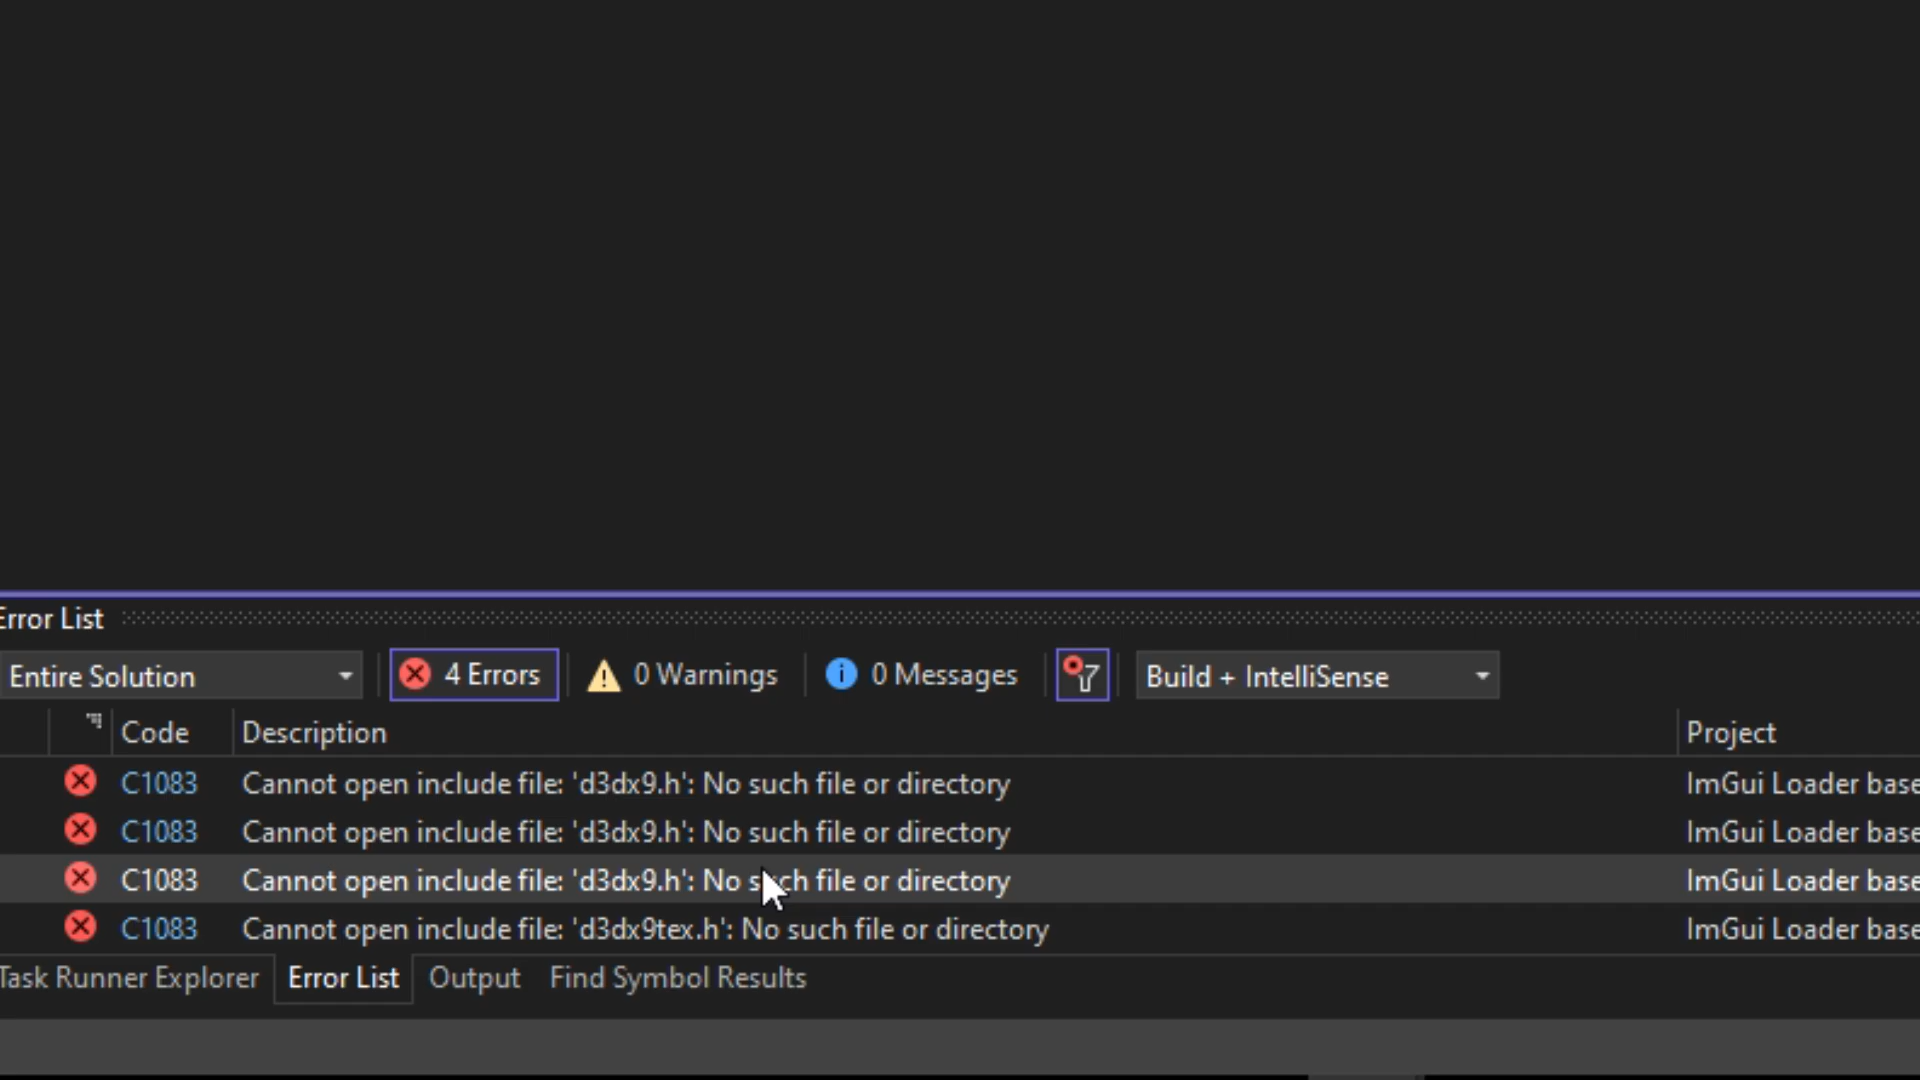 Error List
Entire Solution 4 Errors 0 Warnings 0 Messages Build + IntelliSense
Code Description Project
C1083 Cannot open include file: 'd3dx9.h': No such file or directory ImGui Loader base
C1083 Cannot open include file: 'd3dx9.h': No such file or directory ImGui Loader base
C1083 Cannot open include file: 'd3dx9.h': No such file or directory ImGui Loader base
C1083 Cannot open include file: 'd3dx9tex.h': No such file or directory ImGui Loader base
Task Runner Explorer Error List Output Find Symbol Results